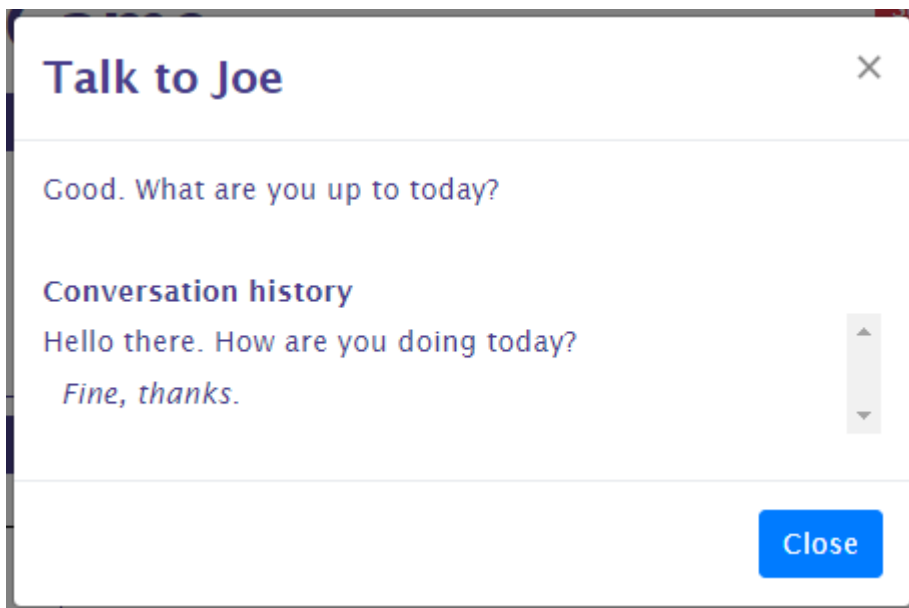 Talk to Joe
×
Good. What are you up to today?
Conversation history
Hello there. How are you doing today?
Fine, thanks.
Close